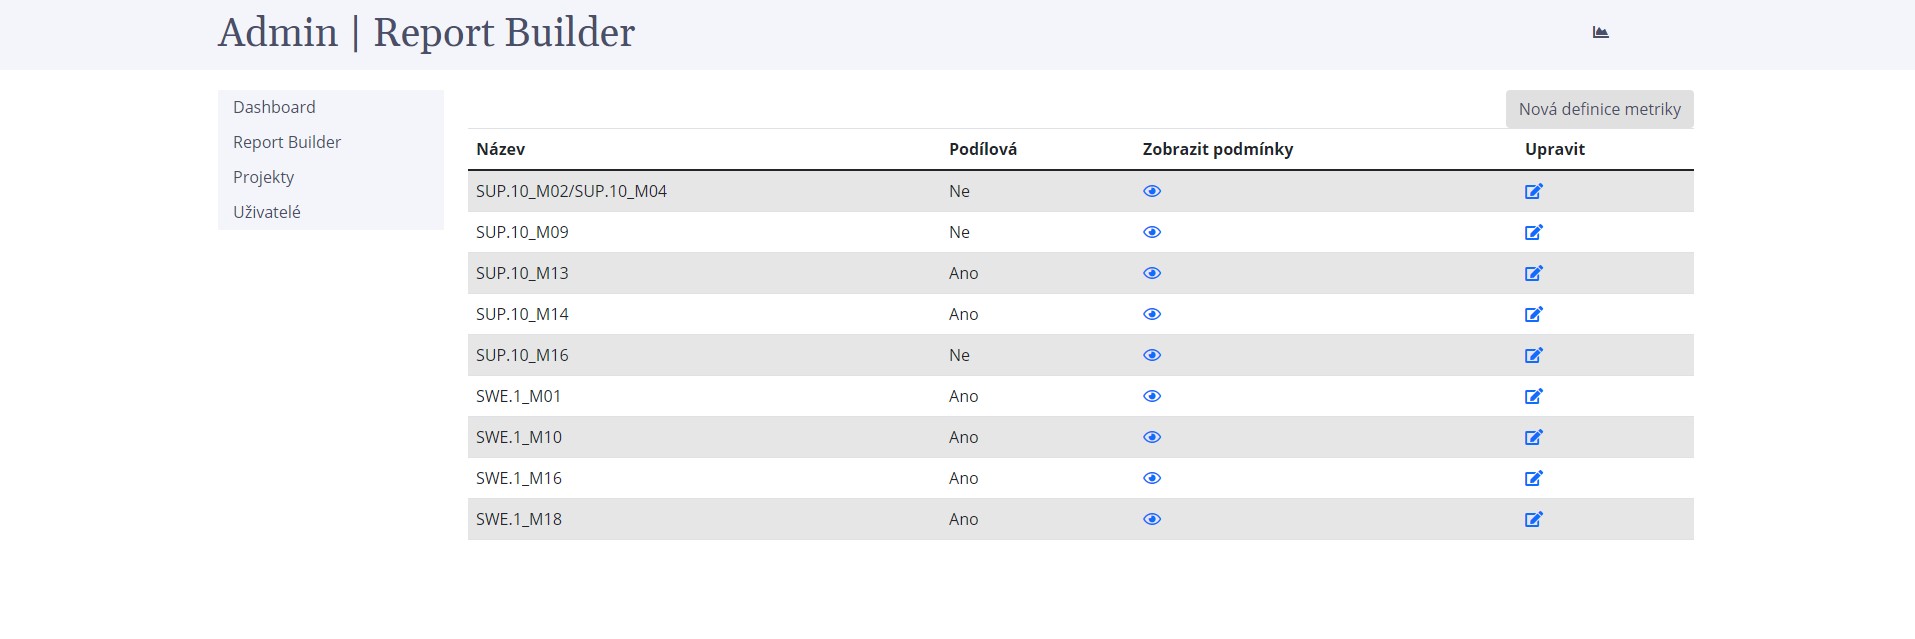 Admin | Report Builder
Dashboard
Report Builder
Projekty
Uživatelé
Nová definice metriky
Název Podílová Zobrazit podmínky Upravit
SUP.10_M02/SUP.10_M04 Ne
SUP.10_M09 Ne
SUP.10_M13 Ano
SUP.10_M14 Ano
SUP.10_M16 Ne
SWE.1_M01 Ano
SWE.1_M10 Ano
SWE.1_M16 Ano
SWE.1_M18 Ano